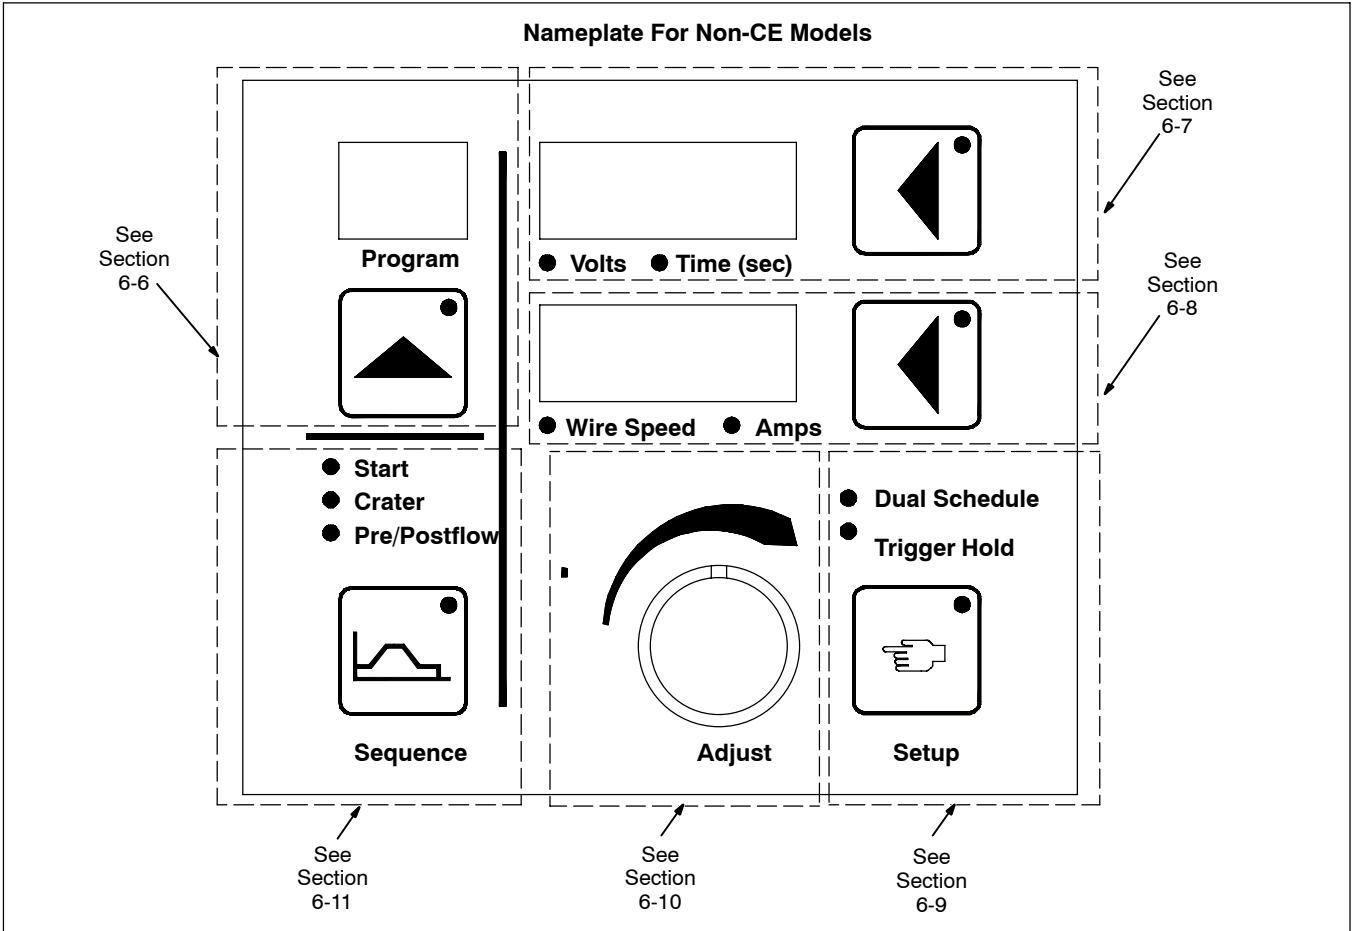 Nameplate For Non-CE Models
See
Section
6-7
See
Section
6-6
Program
Volts
Time (sec)
See
Section
6-8
Wire Speed
Amps
Start
Crater
Pre/Postflow
Dual Schedule
Trigger Hold
Sequence
Adjust
Setup
See
Section
6-11
See
Section
6-10
See
Section
6-9